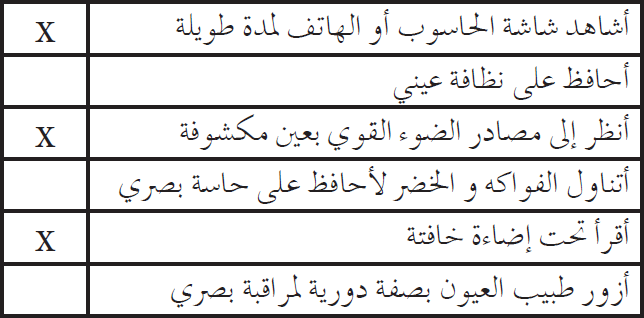 أشاهد شاشة الحاسوب أو الهاتف لمدة طويلة X
أحافظ على نظافة عيني
أنظر إلى مصادر الضوء القوي بعين مكشوفة X
أتناول الفواكه و الخضر لأحافظ على حاسة بصري
أقرأ تحت إضاءة خافتة X
أزور طبيب العيون بصفة دورية لمراقبة بصري